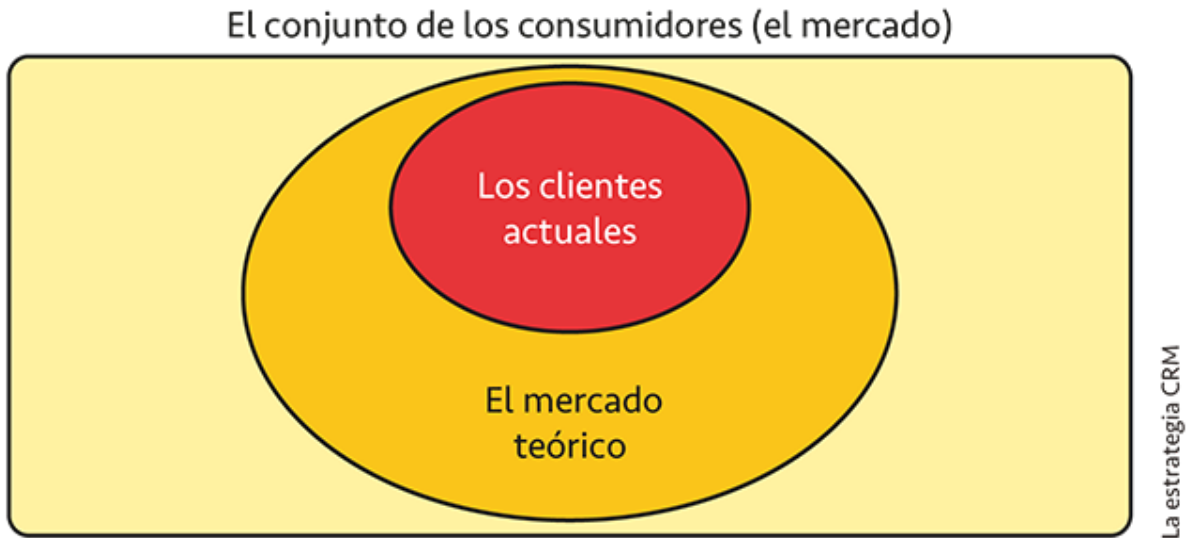 El conjunto de los consumidores (el mercado)
Los clientes
actuales
El mercado
teórico
La estrategia CRM